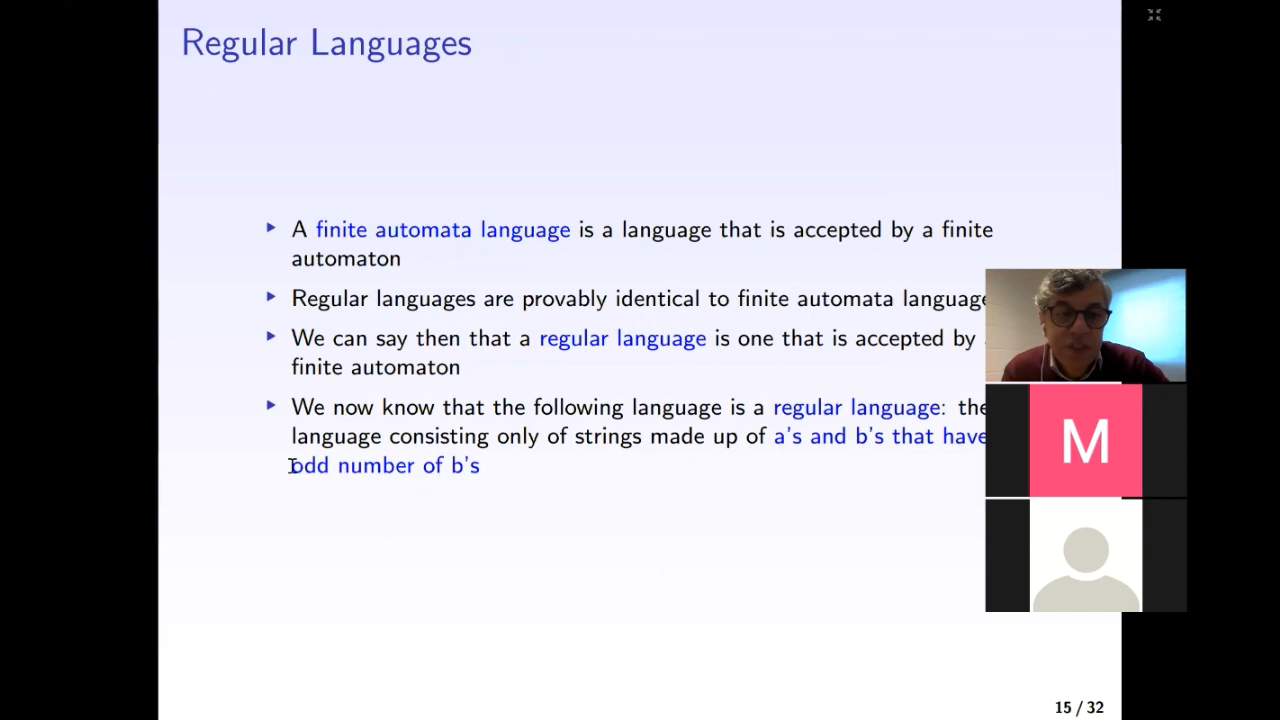 Regular Languages
A finite automata language is a language that is accepted by a finite
automaton
Regular languages are provably identical to finite automata language
We can say then that a regular language is one that is accepted by
finite automaton
We now know that the following language is a regular language: the
language consisting only of strings made up of a's and b's that have
odd number of b's
M
15 / 32